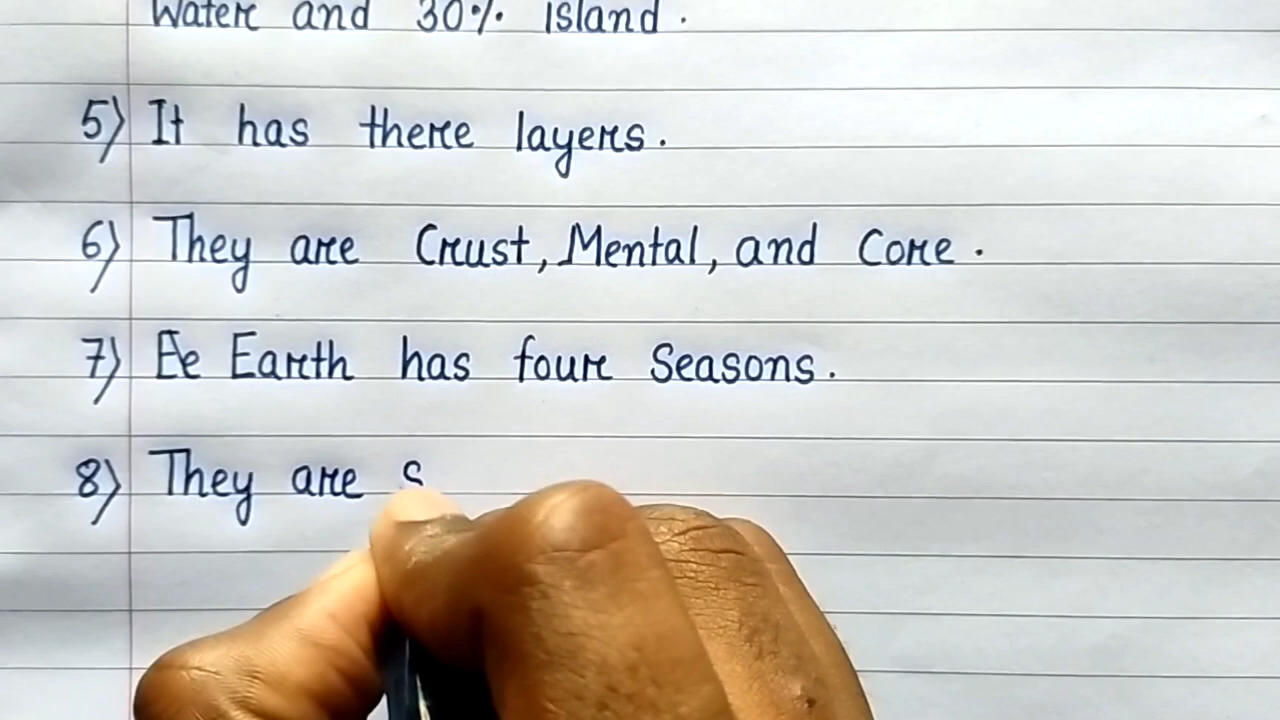 Water and 30% island.
5) It has there layers.
6) They are Crust, Mental, and Core.
7) Ee Earth has four Seasons.
8) They are S